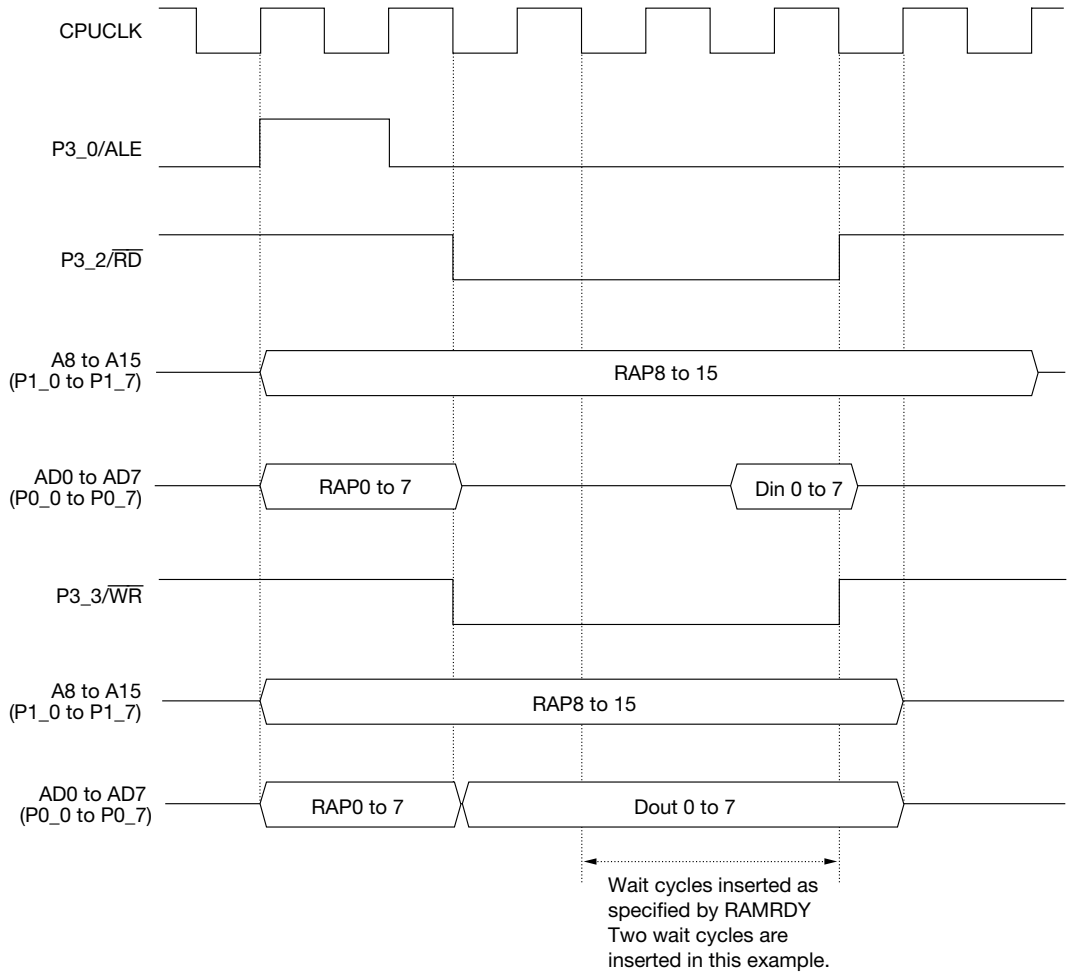 CPUCLK
P3_0/ALE
P3_2/R̅D̅
A8 to A15
(P1_0 to P1_7)
RAP8 to 15
AD0 to AD7
(P0_0 to P0_7)
RAP0 to 7
Din 0 to 7
P3_3/W̅R̅
A8 to A15
(P1_0 to P1_7)
RAP8 to 15
AD0 to AD7
(P0_0 to P0_7)
RAP0 to 7
Dout 0 to 7
Wait cycles inserted as
specified by RAMRDY
Two wait cycles are
inserted in this example.